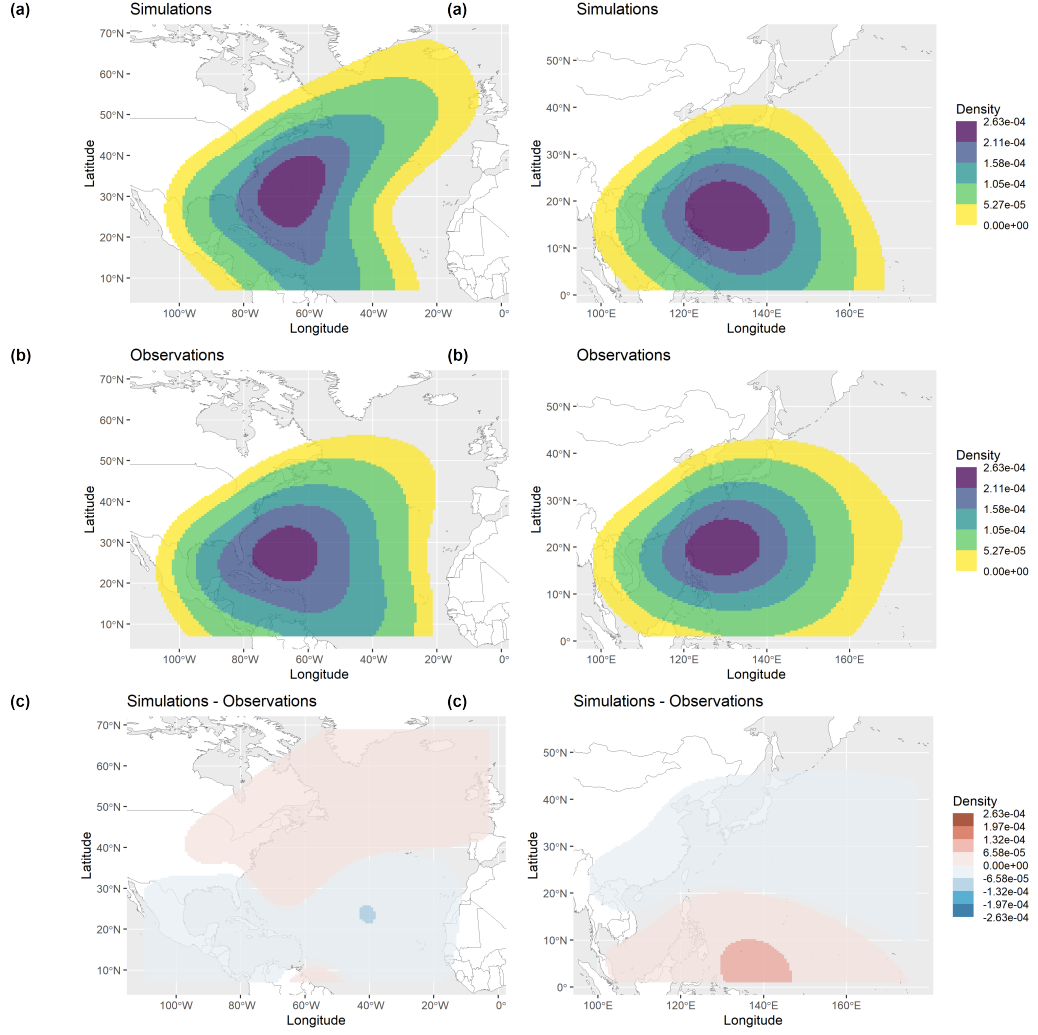 (a) Simulations
70°N
60°N
50°N
40°N
30°N
20°N
10°N
Latitude
100°W 80°W 60°W 40°W 20°W 0°
Longitude
(a) Simulations
50°N
40°N
30°N
20°N
10°N
0°
Latitude
100°E 120°E 140°E 160°E
Longitude
Density
2.63e-04
2.11e-04
1.58e-04
1.05e-04
5.27e-05
0.00e+00
(b) Observations
70°N
60°N
50°N
40°N
30°N
20°N
10°N
Latitude
100°W 80°W 60°W 40°W 20°W 0°
Longitude
(b) Observations
50°N
40°N
30°N
20°N
10°N
0°
Latitude
100°E 120°E 140°E 160°E
Longitude
Density
2.63e-04
2.11e-04
1.58e-04
1.05e-04
5.27e-05
0.00e+00
(c) Simulations - Observations
70°N
60°N
50°N
40°N
30°N
20°N
10°N
Latitude
100°W 80°W 60°W 40°W 20°W 0°
Longitude
(c) Simulations - Observations
50°N
40°N
30°N
20°N
10°N
0°
Latitude
100°E 120°E 140°E 160°E
Longitude
Density
2.63e-04
1.97e-04
1.32e-04
6.58e-05
0.00e+00
-6.58e-05
-1.32e-04
-1.97e-04
-2.63e-04